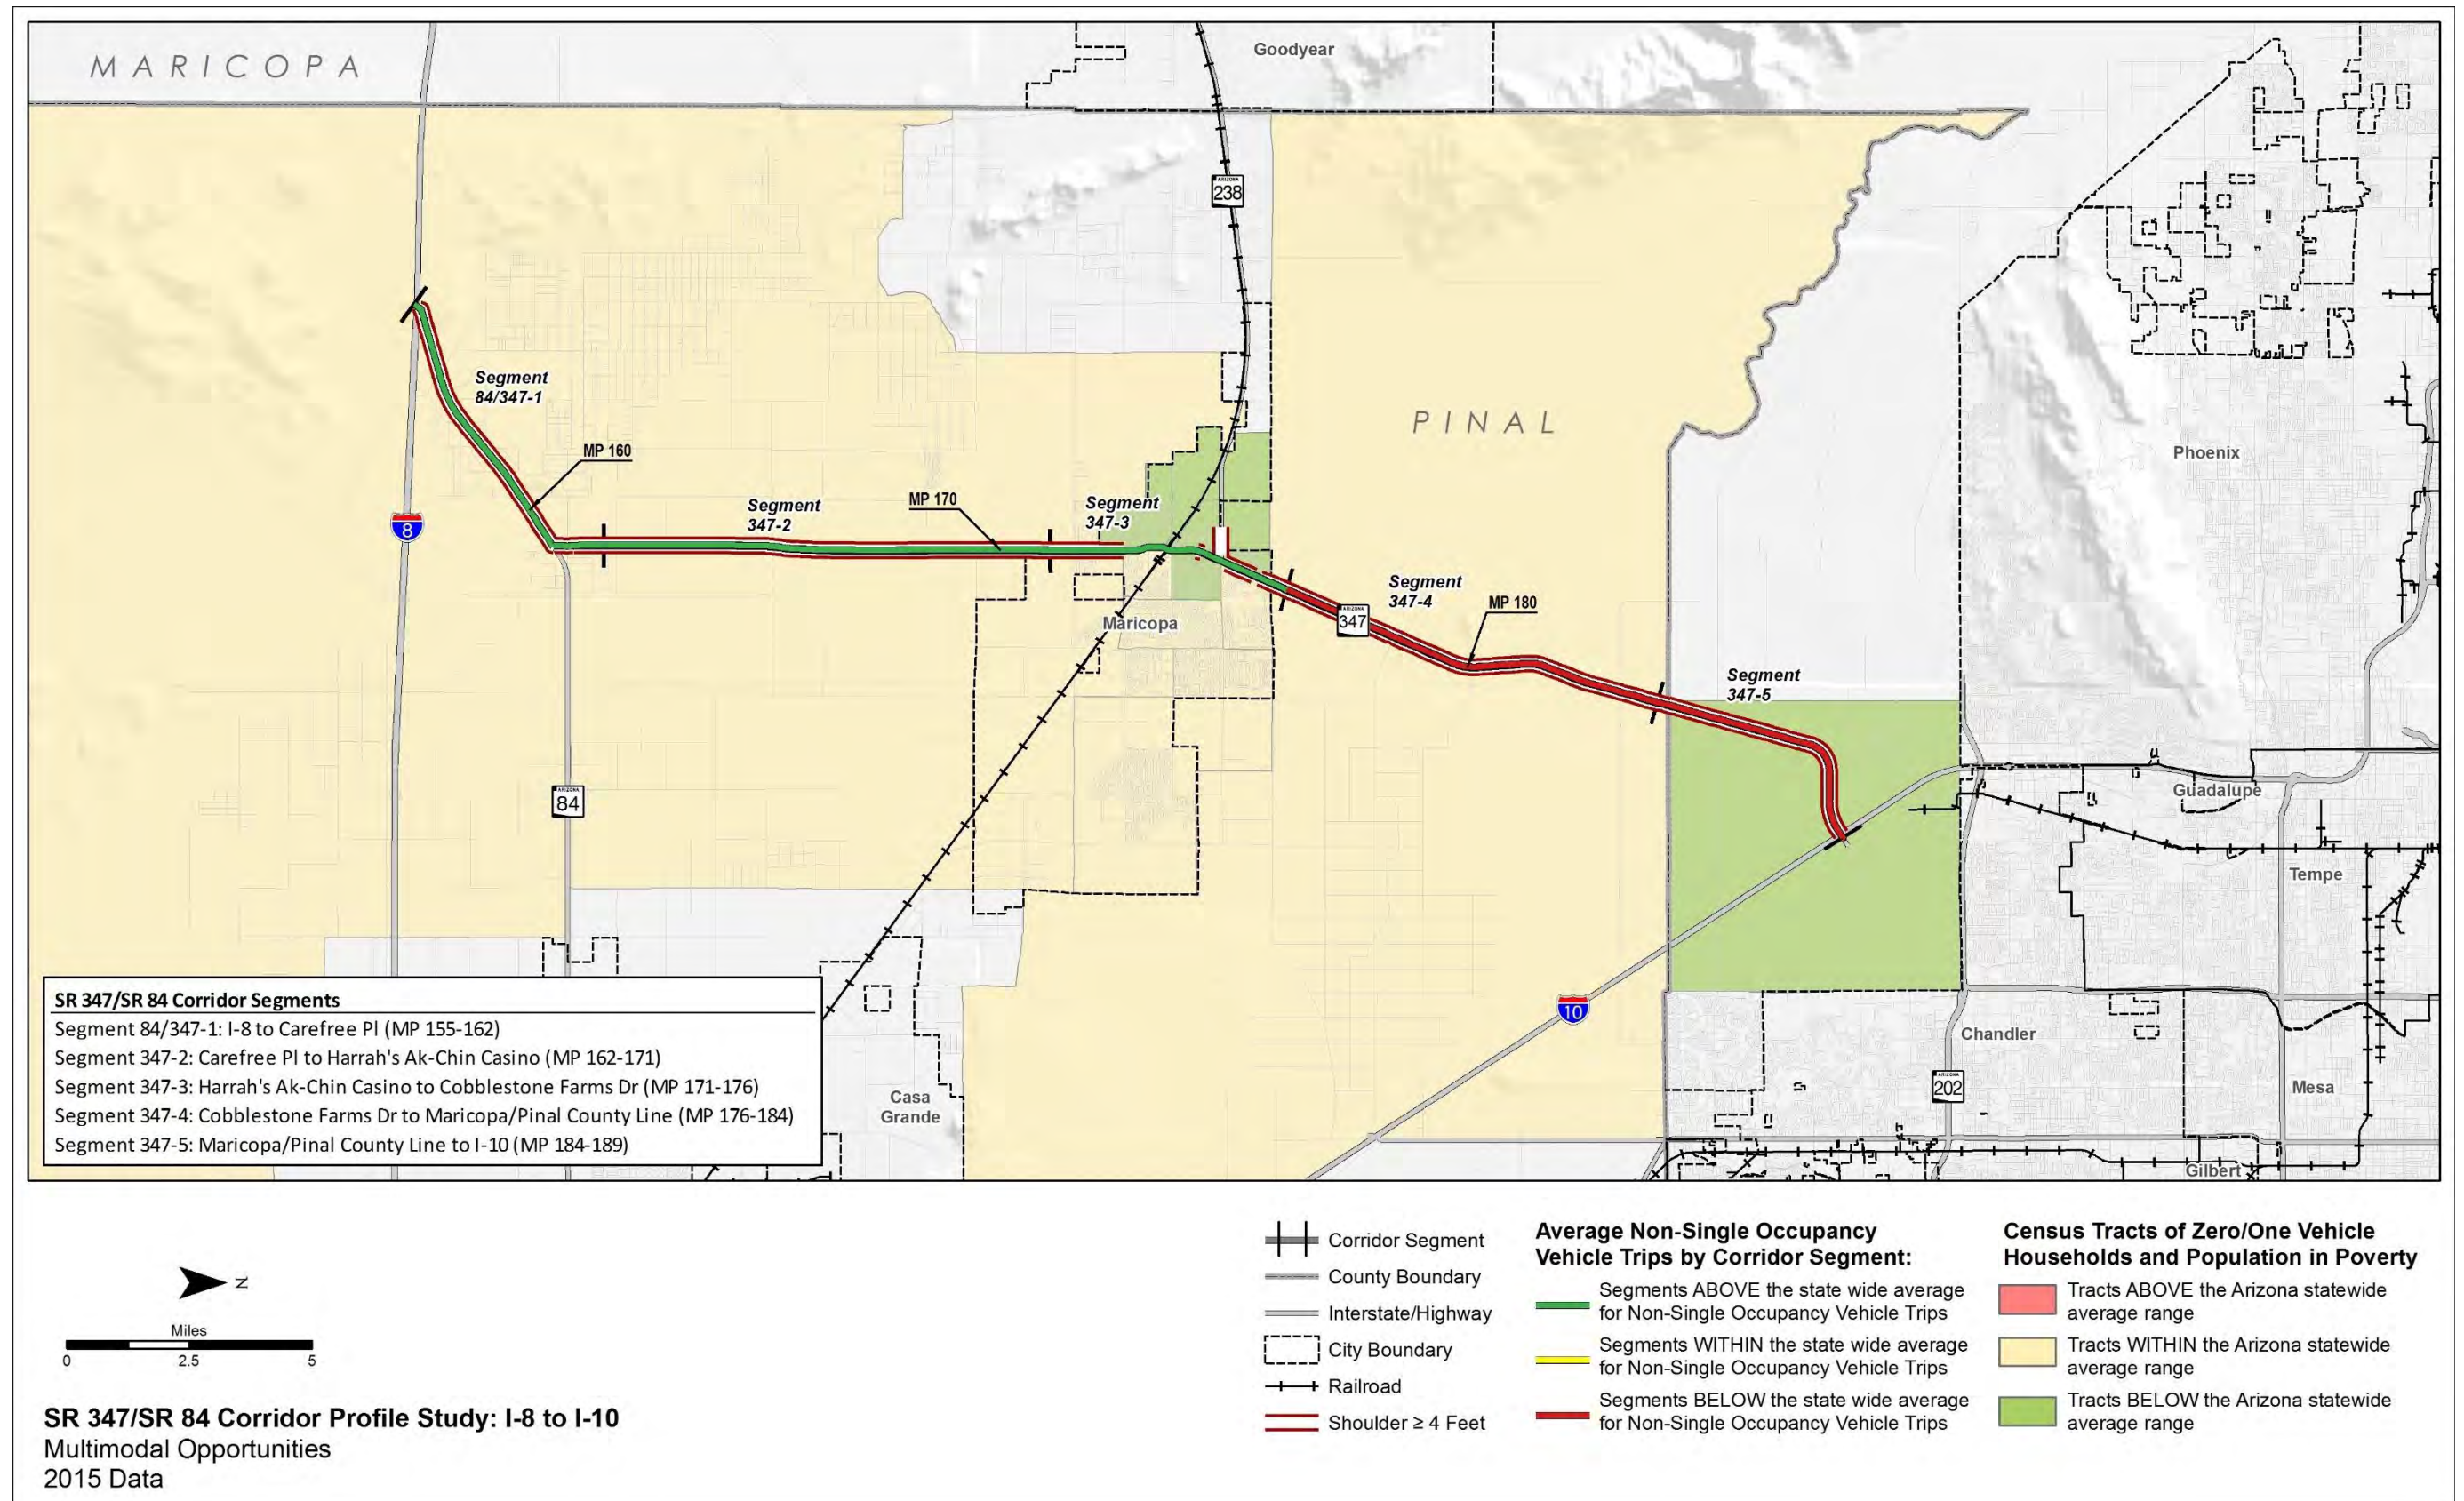 MARICOPA
Goodyear
ARIZONA
238
Segment
84/347-1
PINAL
MP 160
Phoenix
Segment
347-2
MP 170
Segment
347-3
8
Segment
347-4
MP 180
ARIZONA
347
Maricopa
Segment
347-5
ARIZONA
84
Guadalupe
Tempe
10
Chandler
ARIZONA
202
Mesa
Casa
Grande
Gilbert
SR 347/SR 84 Corridor Segments
Segment 84/347-1: I-8 to Carefree Pl (MP 155-162)
Segment 347-2: Carefree Pl to Harrah's Ak-Chin Casino (MP 162-171)
Segment 347-3: Harrah's Ak-Chin Casino to Cobblestone Farms Dr (MP 171-176)
Segment 347-4: Cobblestone Farms Dr to Maricopa/Pinal County Line (MP 176-184)
Segment 347-5: Maricopa/Pinal County Line to I-10 (MP 184-189)
N
Miles
0 2.5 5
SR 347/SR 84 Corridor Profile Study: I-8 to I-10
Multimodal Opportunities
2015 Data
Corridor Segment
County Boundary
Interstate/Highway
City Boundary
Railroad
Shoulder ≥ 4 Feet
Average Non-Single Occupancy
Vehicle Trips by Corridor Segment:
Segments ABOVE the state wide average
for Non-Single Occupancy Vehicle Trips
Segments WITHIN the state wide average
for Non-Single Occupancy Vehicle Trips
Segments BELOW the state wide average
for Non-Single Occupancy Vehicle Trips
Census Tracts of Zero/One Vehicle
Households and Population in Poverty
Tracts ABOVE the Arizona statewide
average range
Tracts WITHIN the Arizona statewide
average range
Tracts BELOW the Arizona statewide
average range